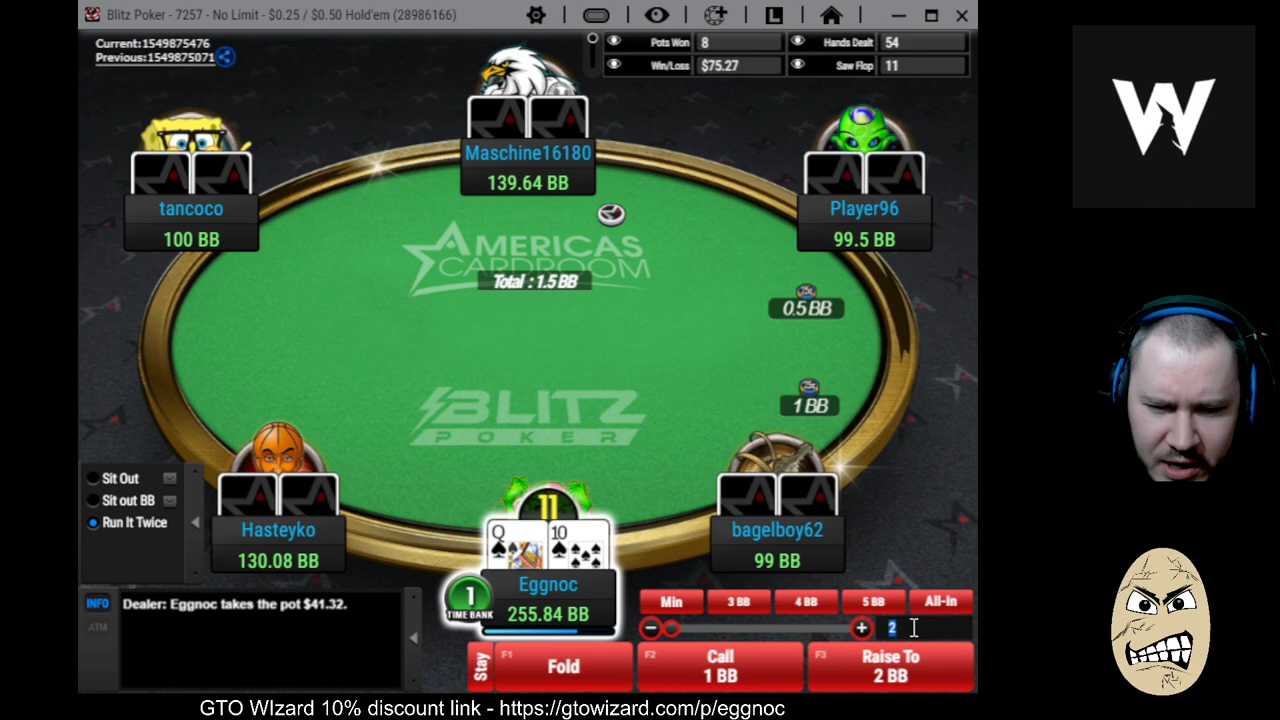 Blitz Poker - 7257 - No Limit - $0.25 / $0.50 Hold'em (28986166)
L
Current:1549875476
Previous:1549875071
Pots Won 8 Hands Dealt 54
Win/Loss $75.27 Saw Flop 11
Maschine16180
139.64 BB
tancoco
100 BB
Player96
99.5 BB
W
AMERICAS
CARDROOM
Total : 1.5 BB
0.5 BB
1 BB
BLITZ
POKER
Sit Out
Sit out BB
Run It Twice
Hasteyko
130.08 BB
11
Q 10
Eggnoc
255.84 BB
1
TIME BANK
bagelboy62
99 BB
INFO
ATM
Dealer: Eggnoc takes the pot $41.32.
Min 3 BB 4 BB 5 BB All-In
2
Stay
F1 Fold
F2 Call
1 BB
F3 Raise To
2 BB
GTO WIzard 10% discount link - https://gtowizard.com/p/eggnoc